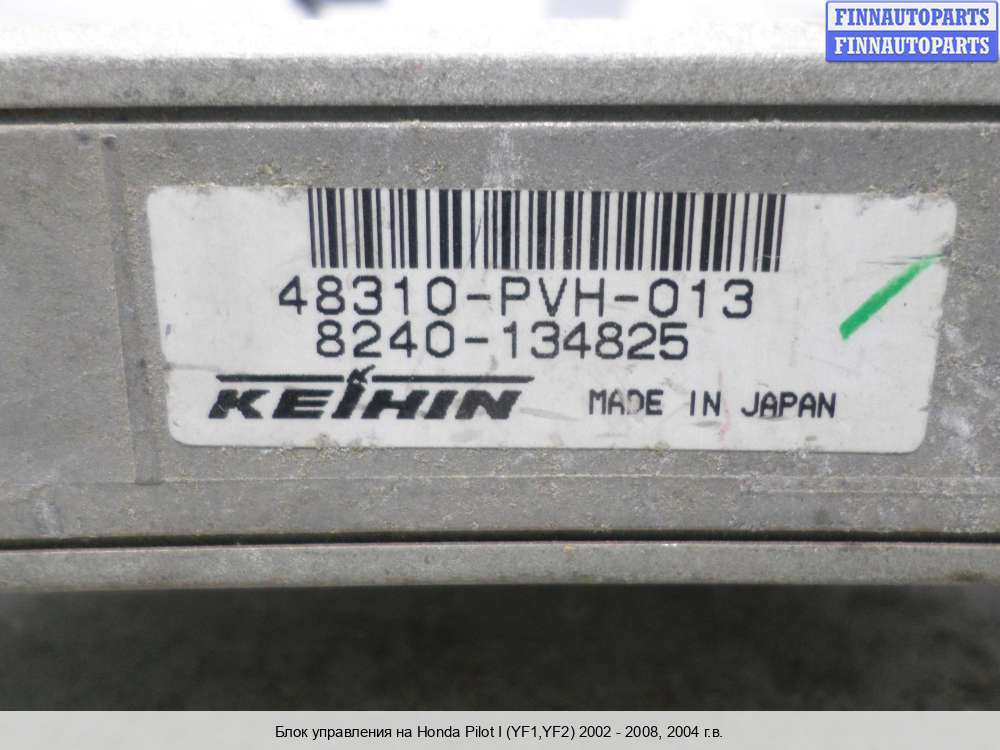 FINNAUTOPARTS
FINNAUTOPARTS
48310-PVH-013
8240-134825
KEIHIN MADE IN JAPAN
Блок управления на Honda Pilot I (YF1,YF2) 2002 - 2008, 2004 г.в.